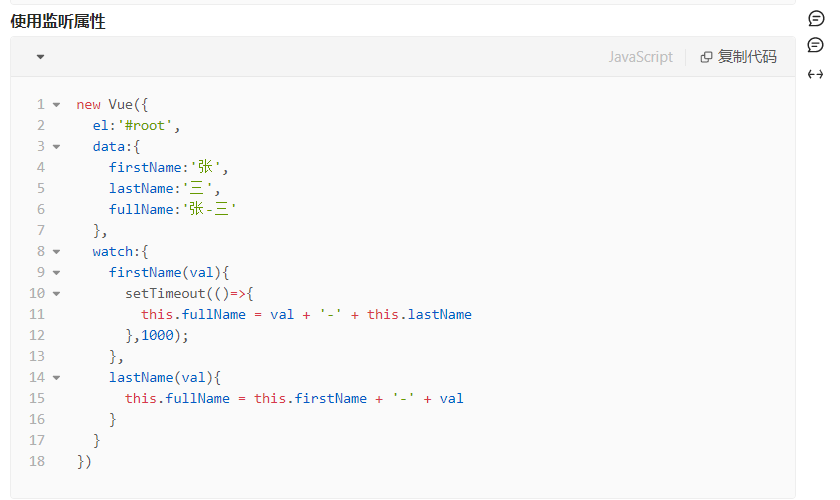 使用监听属性
JavaScript 复制代码
1 new Vue({
2   el:'#root',
3   data:{
4     firstName:'张',
5     lastName:'三',
6     fullName:'张-三'
7   },
8   watch:{
9     firstName(val){
10       setTimeout(()=>{
11         this.fullName = val + '-' + this.lastName
12       },1000);
13     },
14     lastName(val){
15       this.fullName = this.firstName + '-' + val
16     }
17   }
18 })